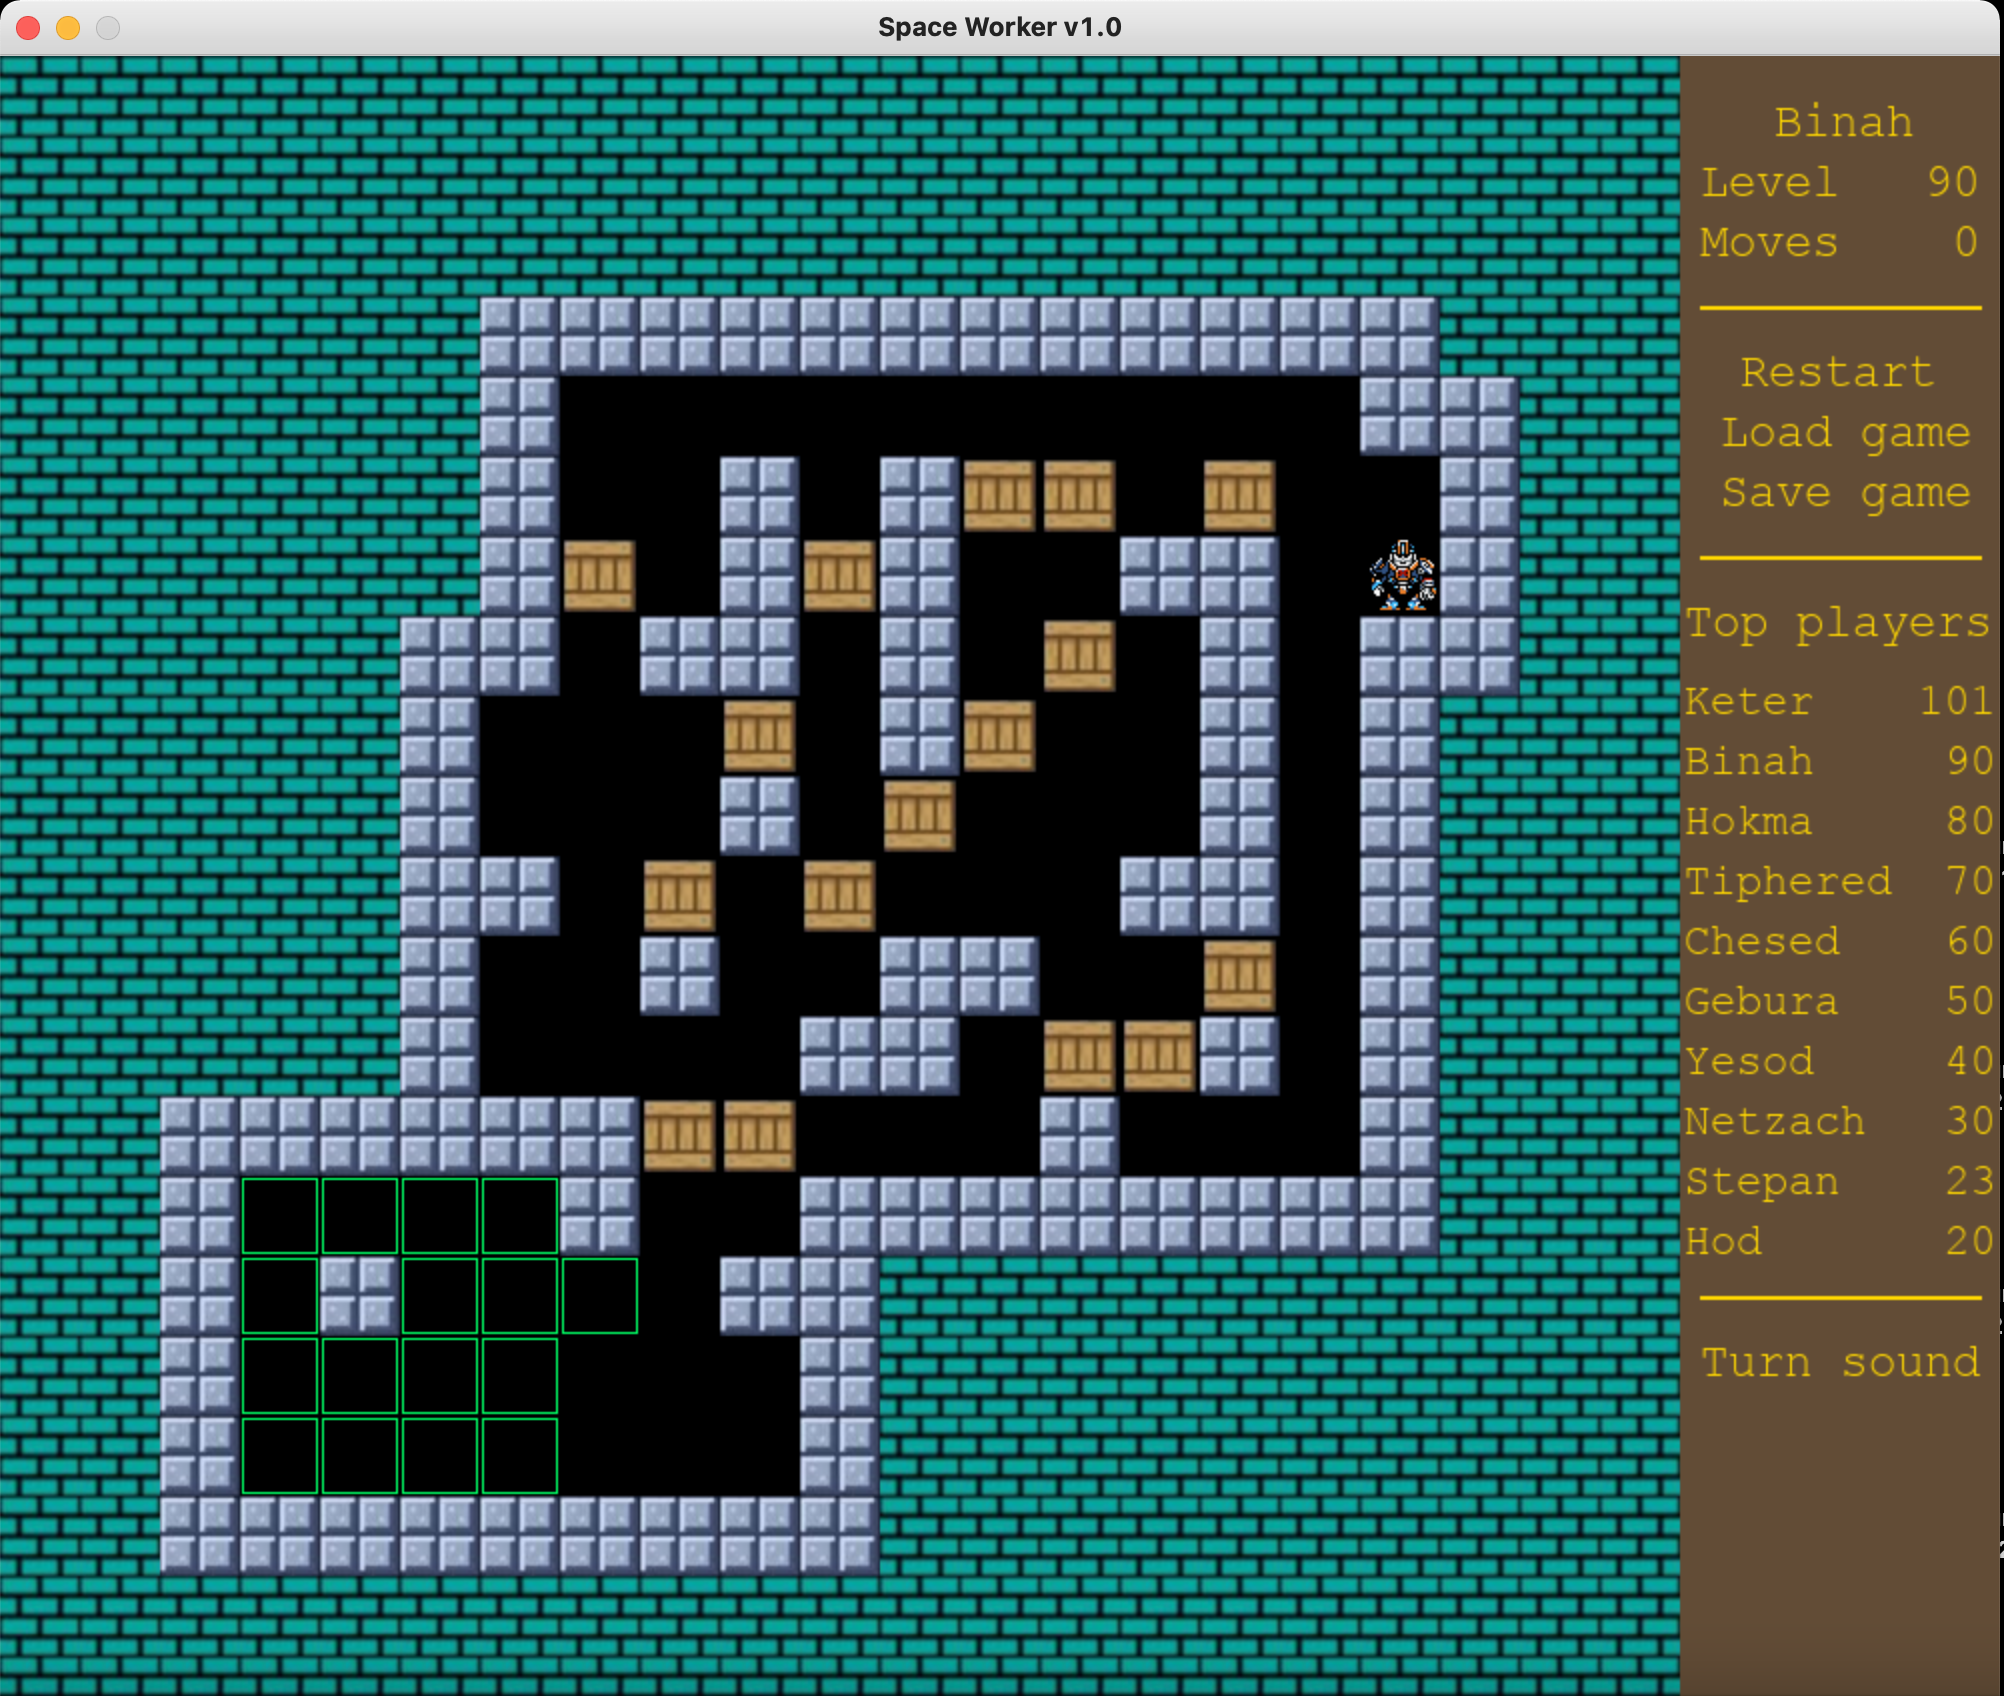 Space Worker v1.0
Binah
Level 90
Moves 0
Restart
Load game
Save game
Top players
Keter 101
Binah 90
Hokma 80
Tiphered 70
Chesed 60
Gebura 50
Yesod 40
Netzach 30
Stepan 23
Hod 20
Turn sound